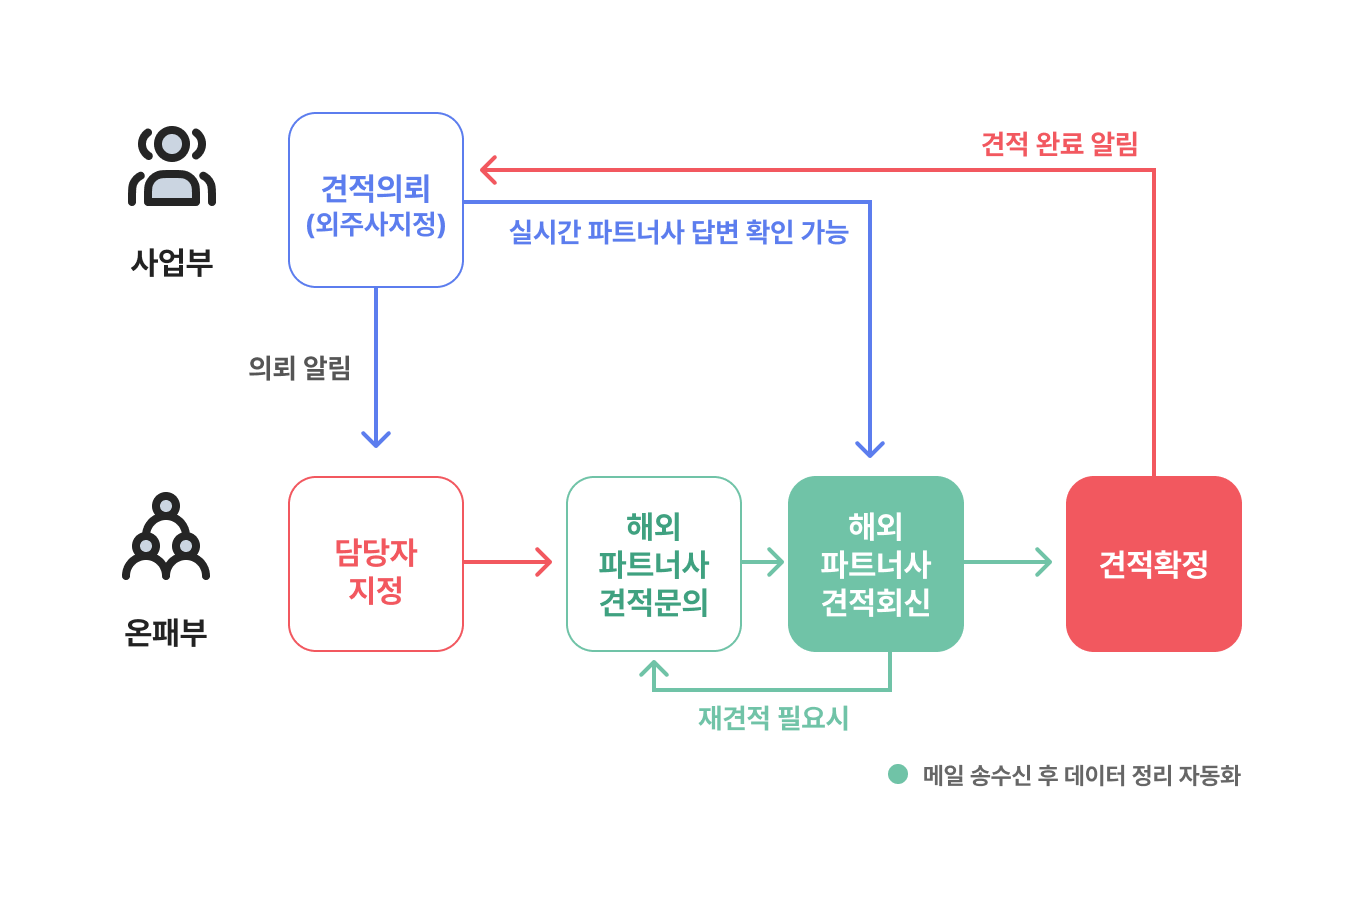 견적 완료 알림
견적의뢰
(외주사지정)
실시간 파트너사 답변 확인 가능
사업부
의뢰 알림
담당자
지정
해외
파트너사
견적문의
해외
파트너사
견적회신
견적확정
온패부
재견적 필요시
메일 송수신 후 데이터 정리 자동화